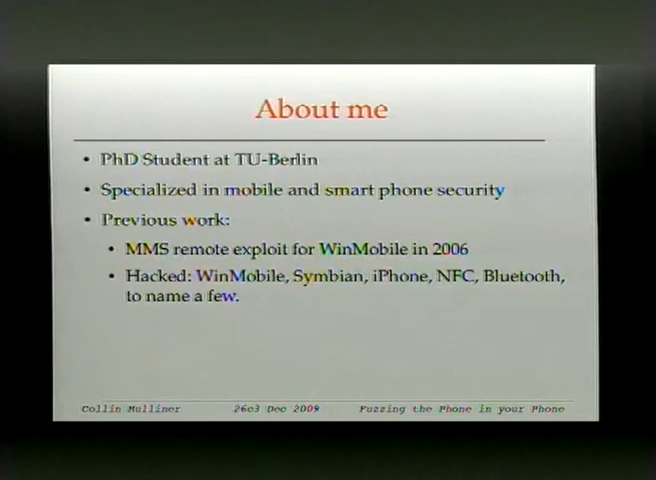 About me
• PhD Student at TU-Berlin
• Specialized in mobile and smart phone security
• Previous work:
• MMS remote exploit for WinMobile in 2006
• Hacked: WinMobile, Symbian, iPhone, NFC, Bluetooth,
to name a few.
Collin Mulliner 26c3 Dec 2009 Fuzzing the Phone in your Phone